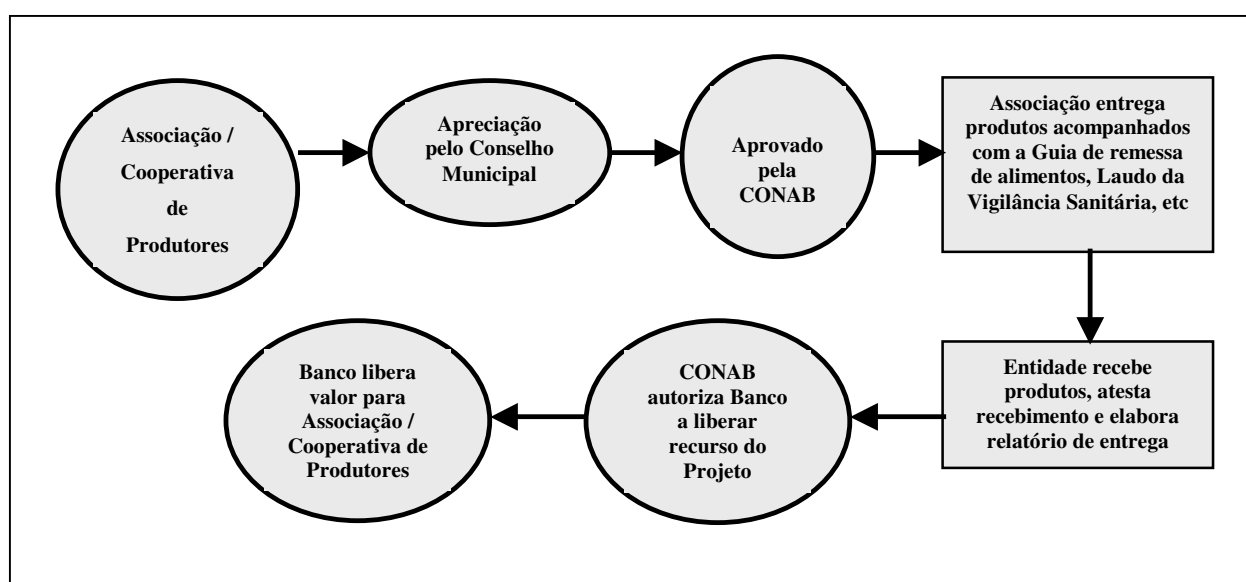 Associação /
Cooperativa
de
Produtores
Apreciação
pelo Conselho
Municipal
Aprovado
pela
CONAB
Associação entrega
produtos acompanhados
com a Guia de remessa
de alimentos, Laudo da
Vigilância Sanitária, etc
Entidade recebe
produtos, atesta
recebimento e elabora
relatório de entrega
CONAB
autoriza Banco
a liberar
recurso do
Projeto
Banco libera
valor para
Associação /
Cooperativa de
Produtores